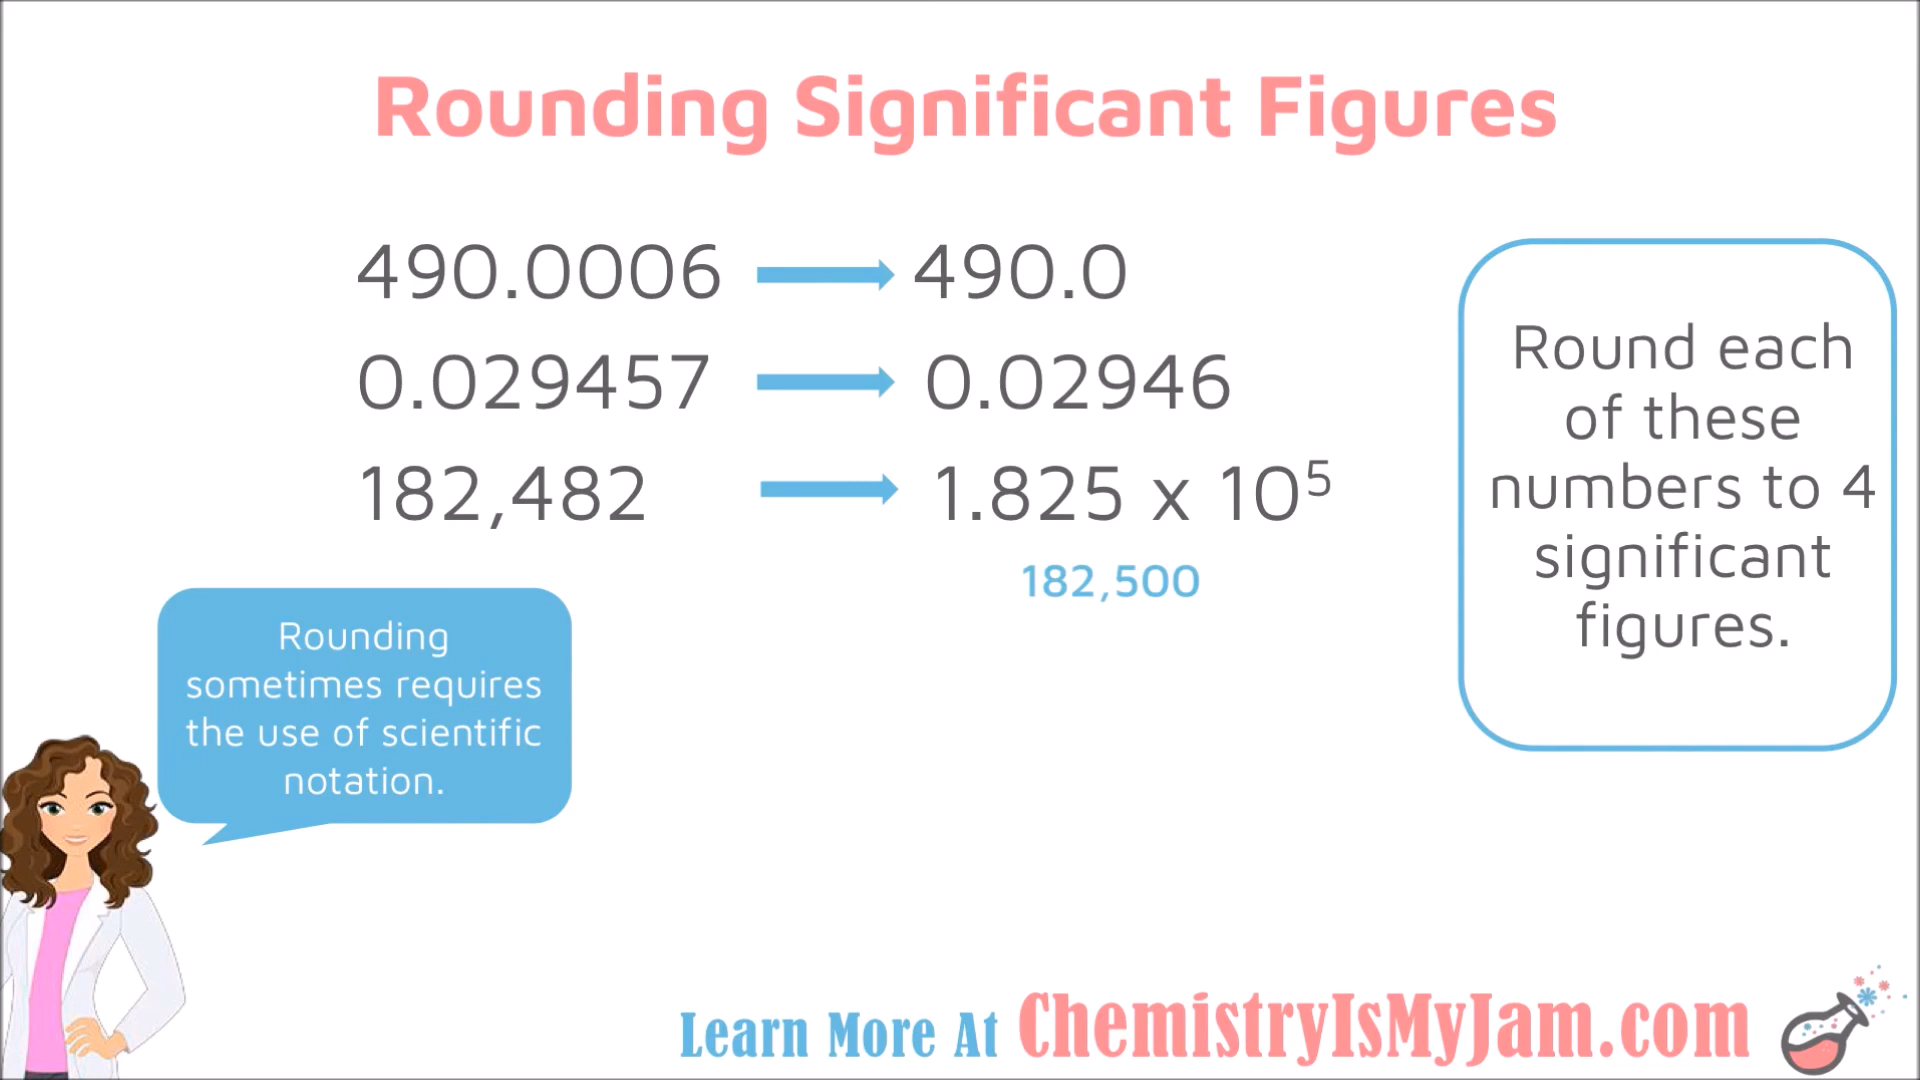 Rounding Significant Figures
490.0006 → 490.0
0.029457 → 0.02946
182,482 → 1.825 x 10⁵
182,500
Round each
of these
numbers to 4
significant
figures.
Rounding
sometimes requires
the use of scientific
notation.
Learn More At ChemistryIsMyJam.com